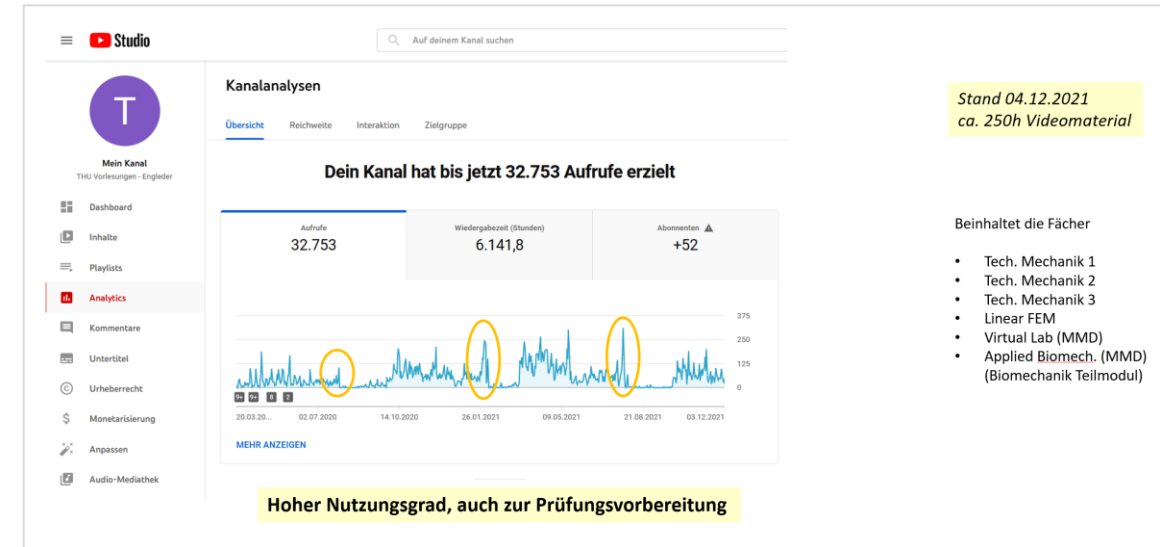 Studio
Auf deinem Kanal suchen
T
Mein Kanal
THU Vorlesungen - Engleder
Dashboard
Inhalte
Playlists
Analytics
Kommentare
Untertitel
Urheberrecht
Monetarisierung
Anpassen
Audio-Mediathek
Kanalanalysen
Übersicht Reichweite Interaktion Zielgruppe
Dein Kanal hat bis jetzt 32.753 Aufrufe erzielt
Aufrufe
32.753
Wiedergabezeit (Stunden)
6.141,8
Abonnenten
+52
375
250
125
0
9+ 9+ 8 2
20.03.20... 02.07.2020 14.10.2020 26.01.2021 09.05.2021 21.08.2021 03.12.2021
MEHR ANZEIGEN
Hoher Nutzungsgrad, auch zur Prüfungsvorbereitung
Stand 04.12.2021
ca. 250h Videomaterial
Beinhaltet die Fächer
• Tech. Mechanik 1
• Tech. Mechanik 2
• Tech. Mechanik 3
• Linear FEM
• Virtual Lab (MMD)
• Applied Biomech. (MMD)
(Biomechanik Teilmodul)